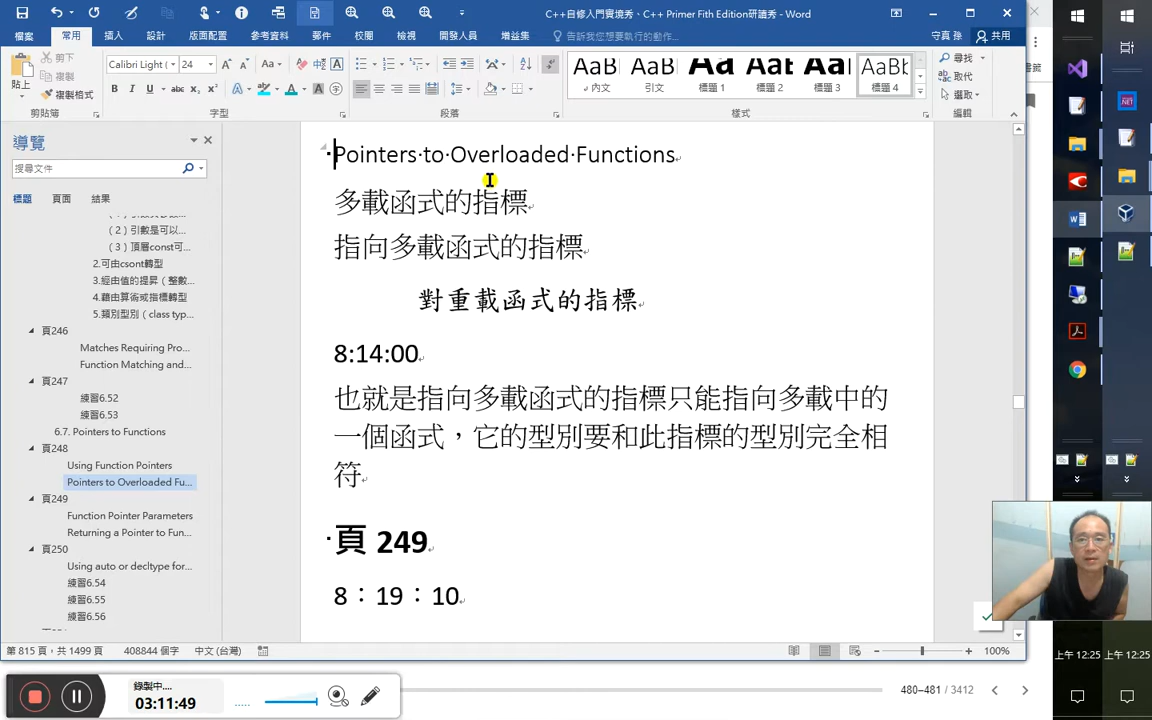 C++自修入門實境秀、C++ Primer Fith Edition研讀秀 - Word
檔案 常用 插入 設計 版面配置 參考資料 郵件 校閱 檢視 開發人員 增益集 告訴我您想要執行的動作... 守真 孫 共用
貼上 剪下 複製 複製格式 剪貼簿
Calibri Light ( 24 字型
段落
AaB AaB Aa AaE AaI AaBb
內文 引文 標題 1 標題 2 標題 3 標題 4
樣式
尋找 取代 選取 編輯
導覽
搜尋文件
標題 頁面 結果
（2）引數是可以...
（3）頂層const可...
2.可由csont轉型
3.經由值的提昇（整數...
4.藉由算術或指標轉型
5.類別型別（class typ...
頁246
Matches Requiring Pro...
Function Matching and...
頁247
練習6.52
練習6.53
6.7. Pointers to Functions
頁248
Using Function Pointers
Pointers to Overloaded Fu...
頁249
Function Pointer Parameters
Returning a Pointer to Fun...
頁250
Using auto or decltype for...
練習6.54
練習6.55
練習6.56
Pointers·to·Overloaded·Functions
多載函式的指標
指向多載函式的指標
對重載函式的指標
8:14:00
也就是指向多載函式的指標只能指向多載中的
一個函式，它的型別要和此指標的型別完全相
符
頁 249
8：19：10
第 815 頁，共 1499 頁 408844 個字 中文 (台灣) 100%
錄製中...
03:11:49
480–481 / 3412
上午 12:25 上午 12:25